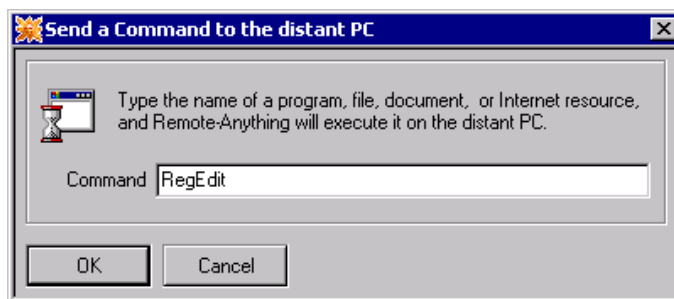 Send a Command to the distant PC
Type the name of a program, file, document, or Internet resource,
and Remote-Anything will execute it on the distant PC.
Command RegEdit
OK Cancel